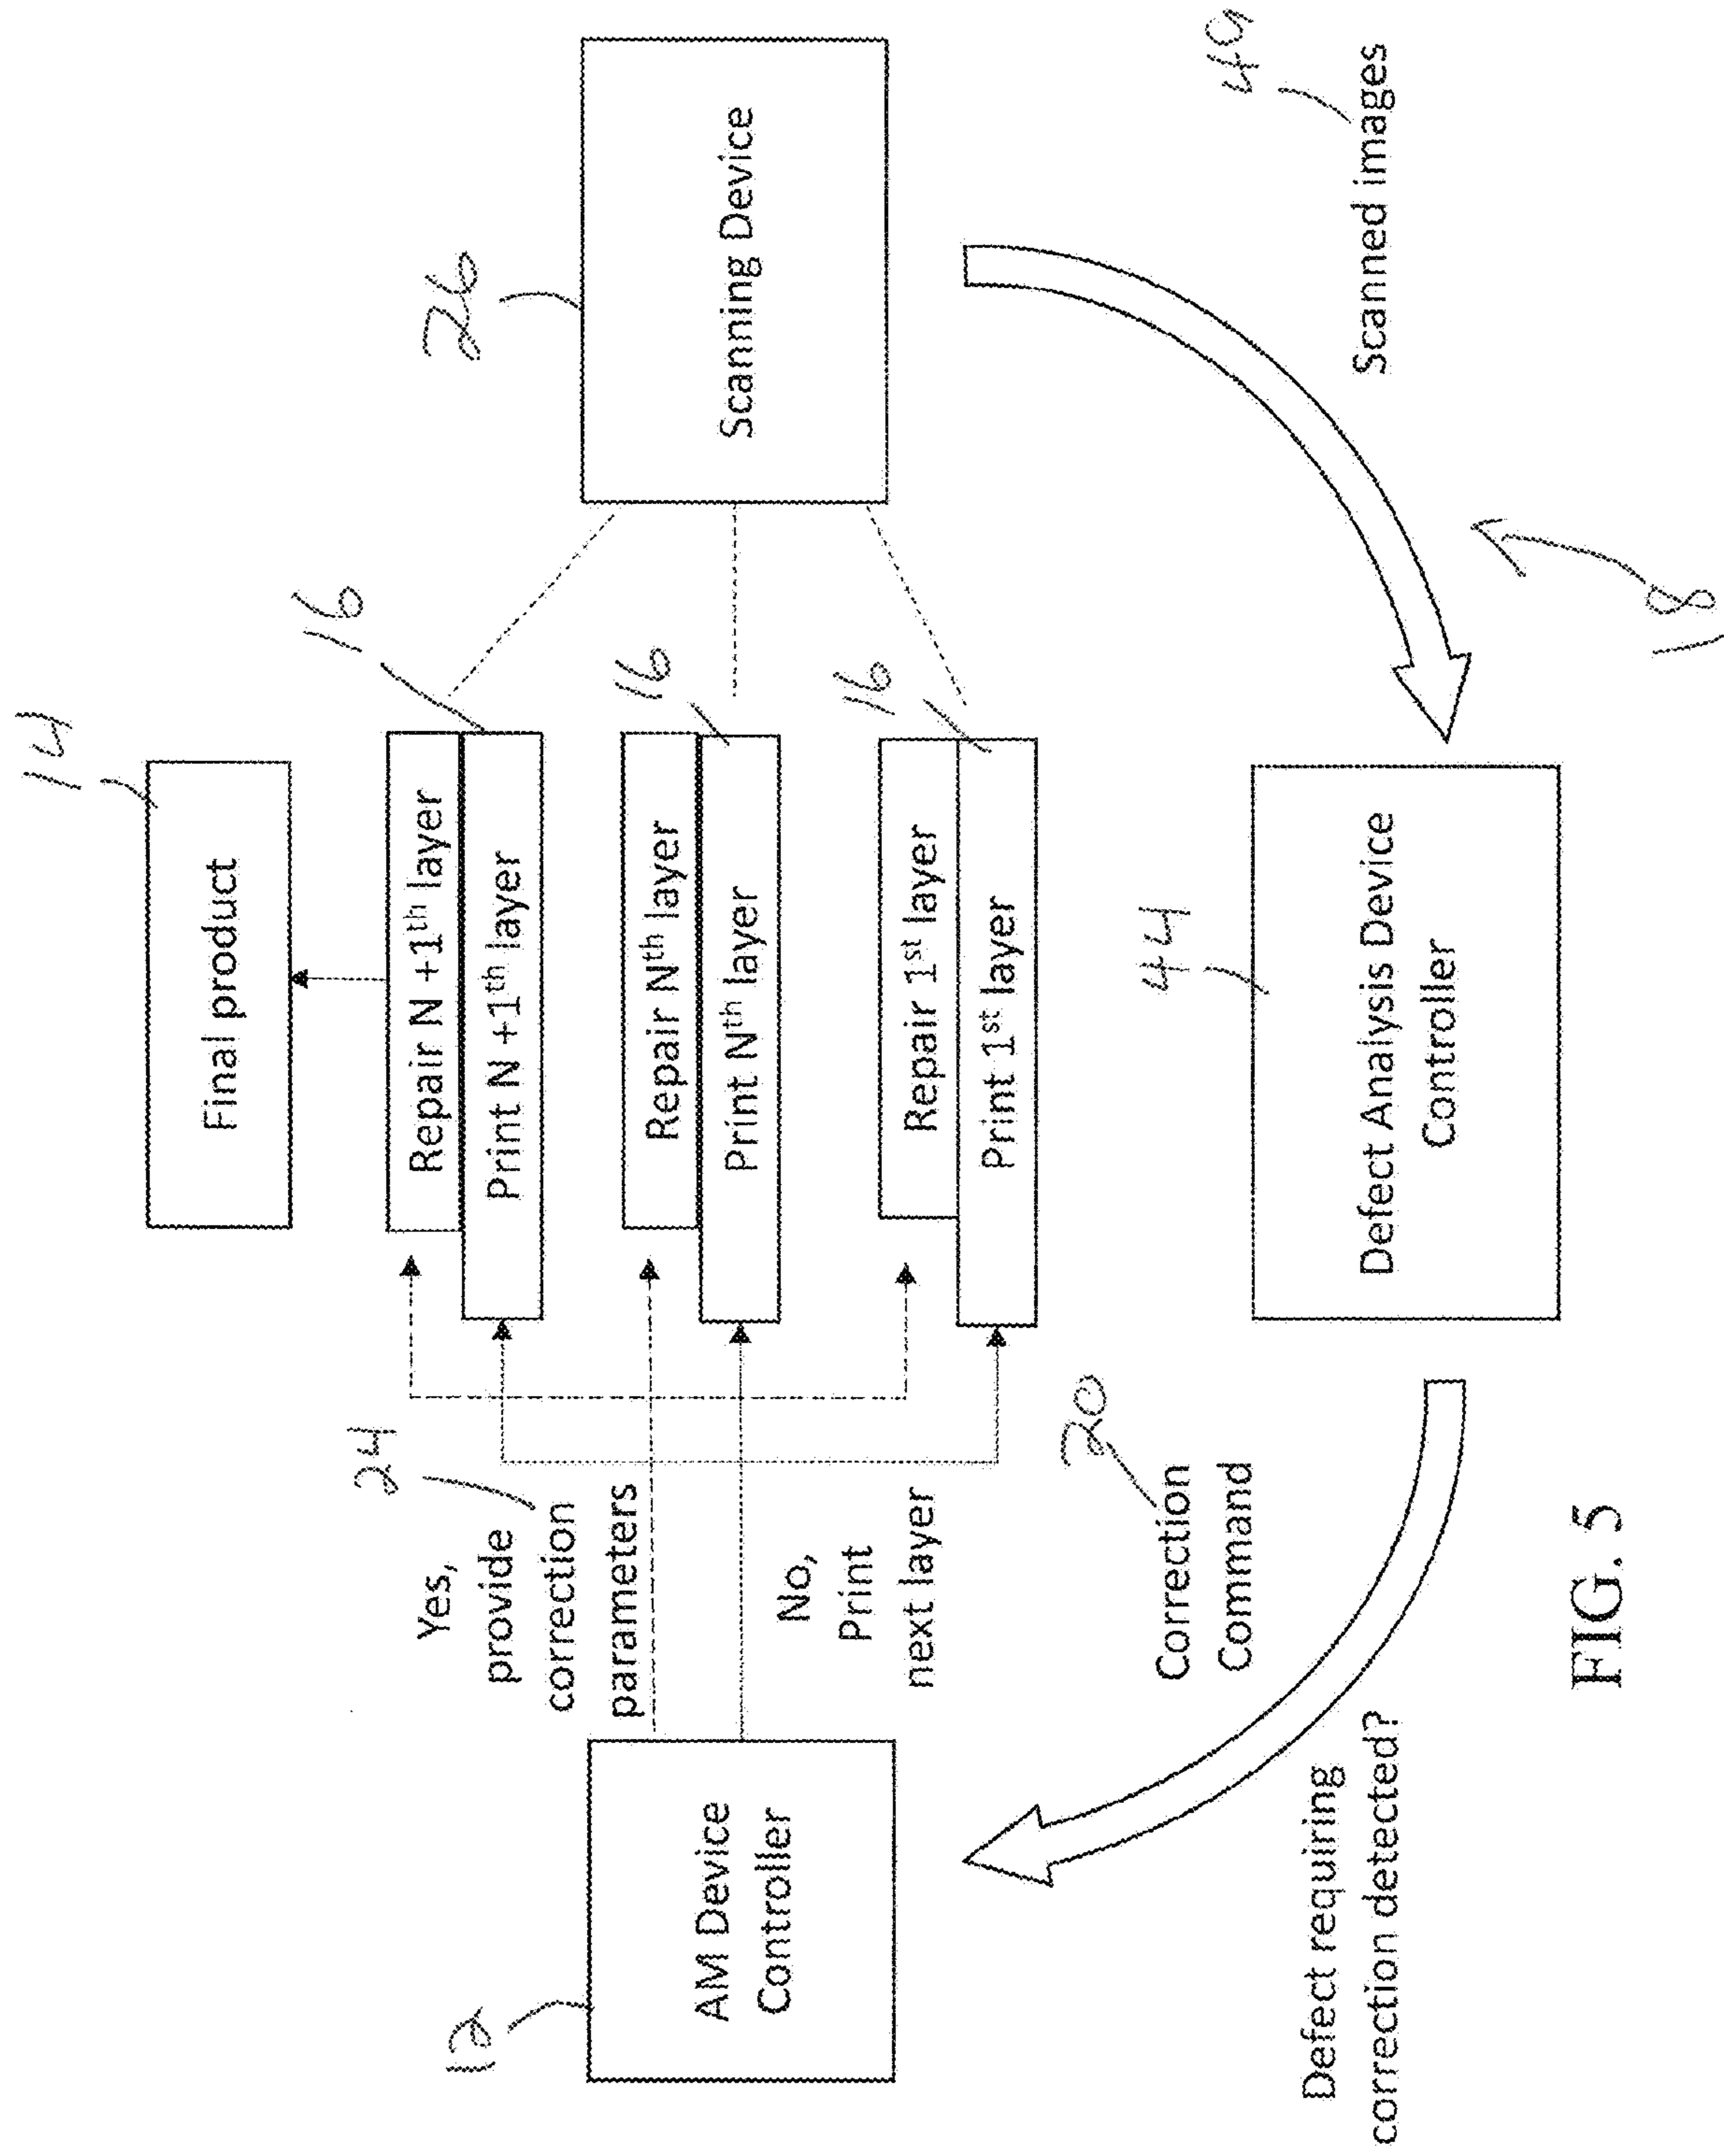 14
Final product
16
Repair N +1th layer
Print N +1th layer
16
Repair Nth layer
Print Nth layer
16
Repair 1st layer
Print 1st layer
26
Scanning Device
24
Yes,
provide
correction
parameters
No,
Print
next layer
12
AM Device
Controller
20
Correction
Command
44
Defect Analysis Device
Controller
49
Scanned images
18
Defect requiring
correction detected?
FIG. 5